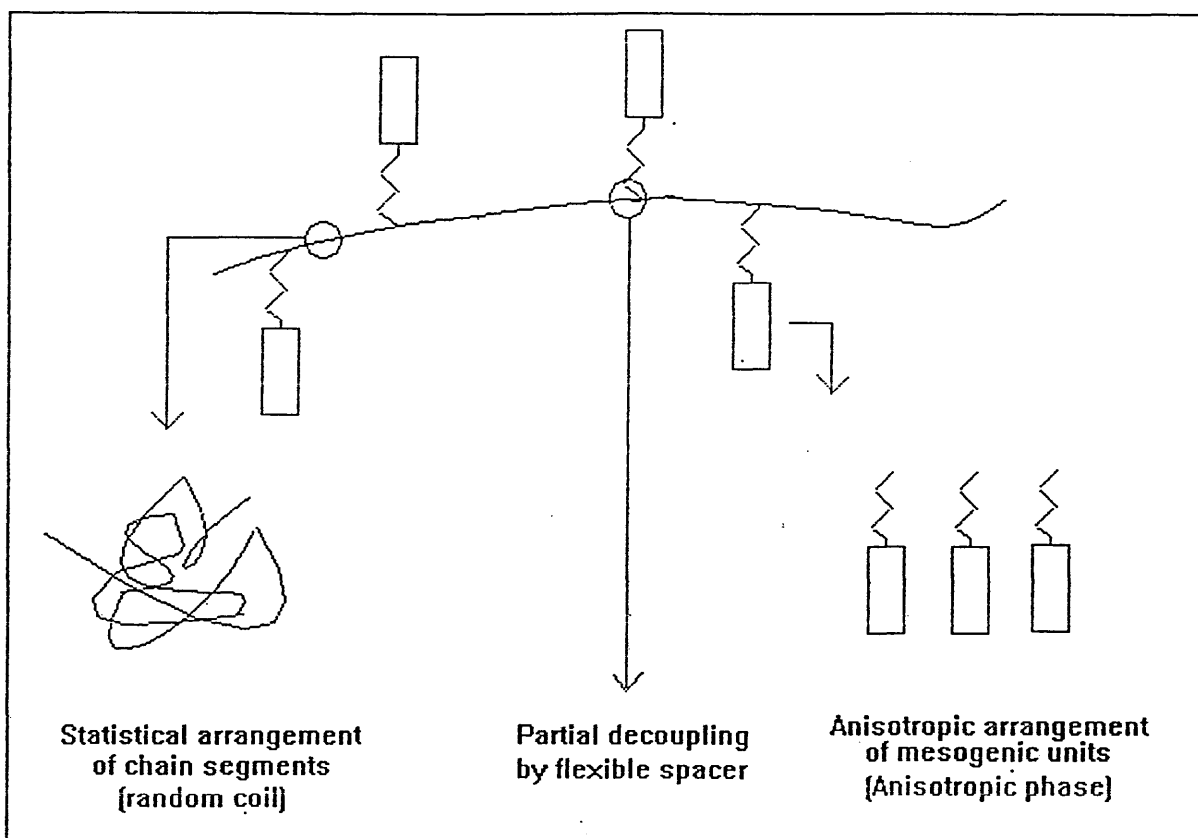 Statistical arrangement
of chain segments
(random coil)
Partial decoupling
by flexible spacer
Anisotropic arrangement
of mesogenic units
(Anisotropic phase)